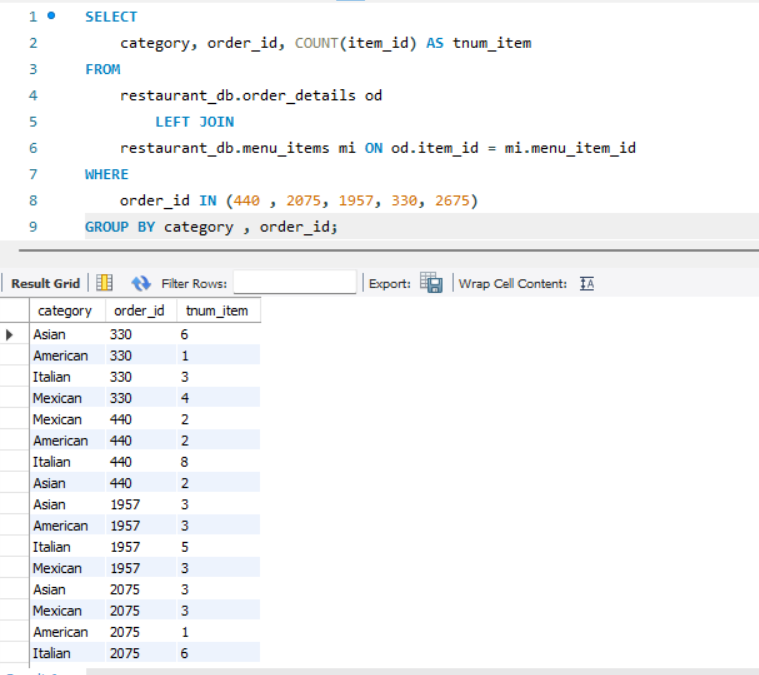 1 SELECT
2 category, order_id, COUNT(item_id) AS tnum_item
3 FROM
4 restaurant_db.order_details od
5 LEFT JOIN
6 restaurant_db.menu_items mi ON od.item_id = mi.menu_item_id
7 WHERE
8 order_id IN (440 , 2075, 1957, 330, 2675)
9 GROUP BY category , order_id;
Result Grid Filter Rows: Export: Wrap Cell Content: IA
category order_id tnum_item
Asian 330 6
American 330 1
Italian 330 3
Mexican 330 4
Mexican 440 2
American 440 2
Italian 440 8
Asian 440 2
Asian 1957 3
American 1957 3
Italian 1957 5
Mexican 1957 3
Asian 2075 3
Mexican 2075 3
American 2075 1
Italian 2075 6